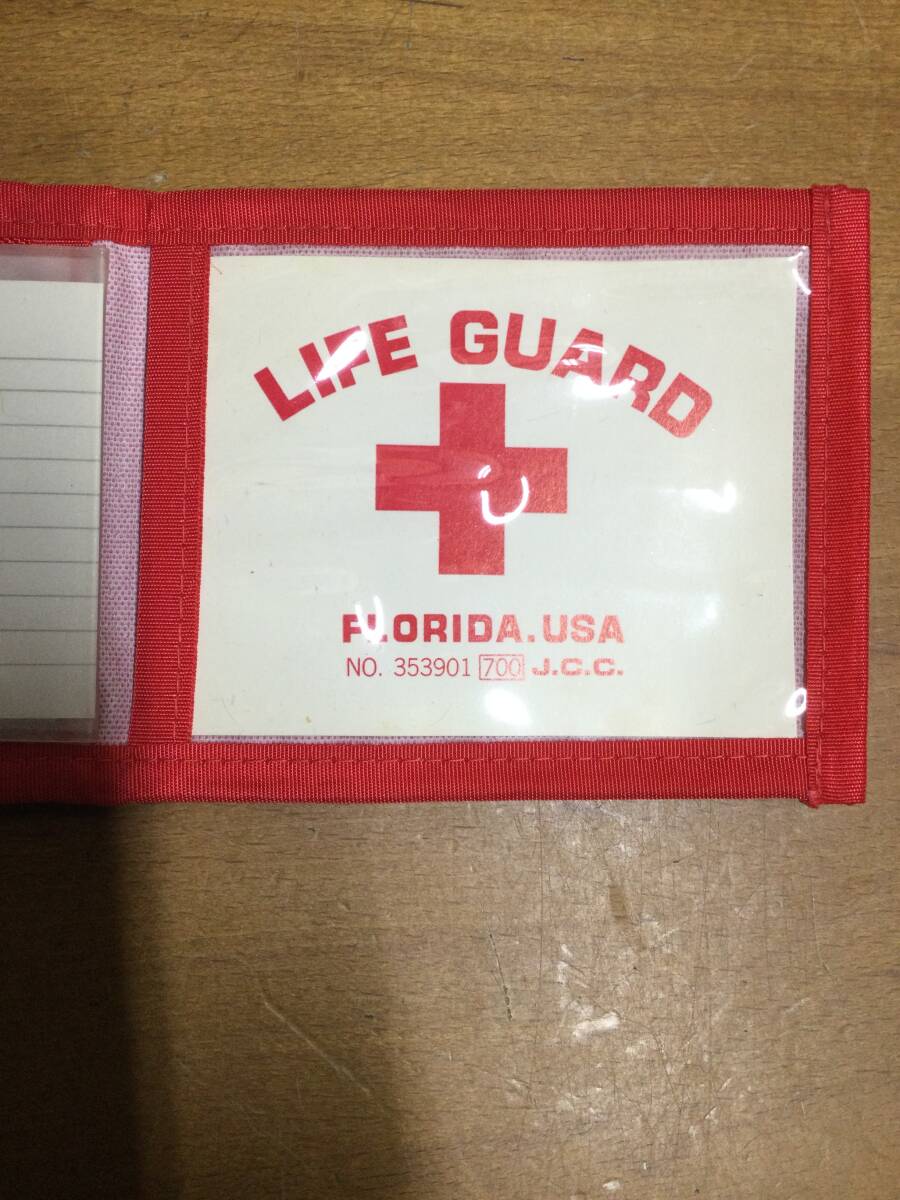 LIFE GUARD
FLORIDA.USA
NO. 353901 700 J.C.C.